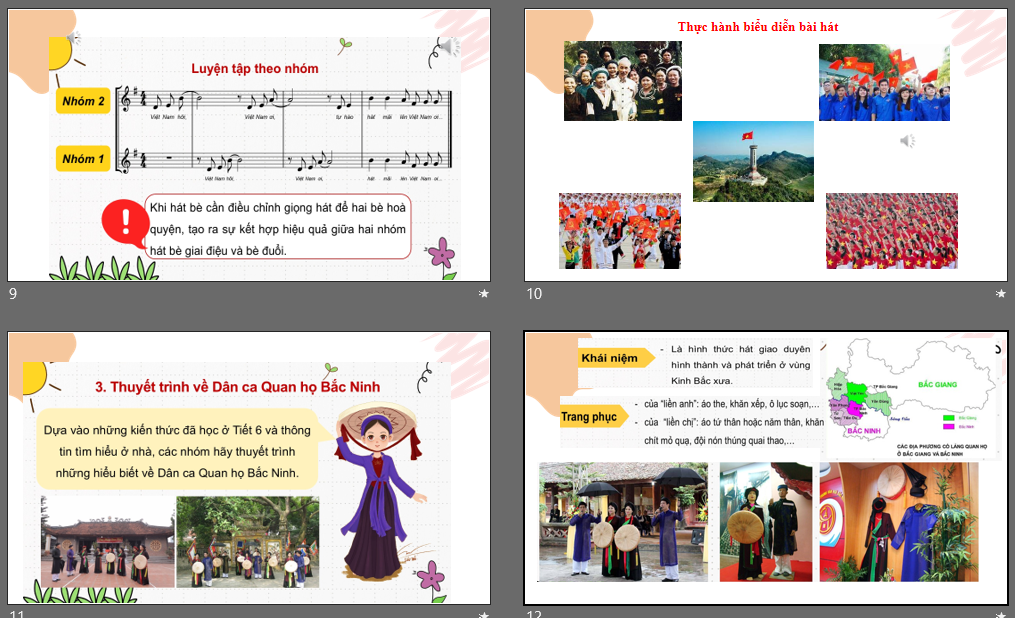 Luyện tập theo nhóm
Nhóm 2
Việt Nam hỡi, Việt Nam ơi, tự hào hát mãi lên Việt Nam ơi...
Nhóm 1
Việt Nam hỡi, Việt Nam ơi, hát mãi lên Việt Nam ơi...
!
Khi hát bè cần điều chỉnh giọng hát để hai bè hoà
quyện, tạo ra sự kết hợp hiệu quả giữa hai nhóm
hát bè giai điệu và bè đuổi.
9
Thực hành biểu diễn bài hát
10
3. Thuyết trình về Dân ca Quan họ Bắc Ninh
Dựa vào những kiến thức đã học ở Tiết 6 và thông
tin tìm hiểu ở nhà, các nhóm hãy thuyết trình
những hiểu biết về Dân ca Quan họ Bắc Ninh.
11
Khái niệm
- Là hình thức hát giao duyên
hình thành và phát triển ở vùng
Kinh Bắc xưa.
Trang phục
- của “liền anh”: áo the, khăn xếp, ô lục soạn,...
- của “liền chị”: áo tứ thân hoặc năm thân, khăn
chít mỏ quạ, đội nón thúng quai thao,...
BẮC GIANG
TP Bắc Giang
Hiệp Hòa
Việt Yên
Yên Dũng
BẮC NINH
CÁC ĐỊA PHƯƠNG CÓ LÀNG QUAN HỌ
Ở BẮC GIANG VÀ BẮC NINH
12